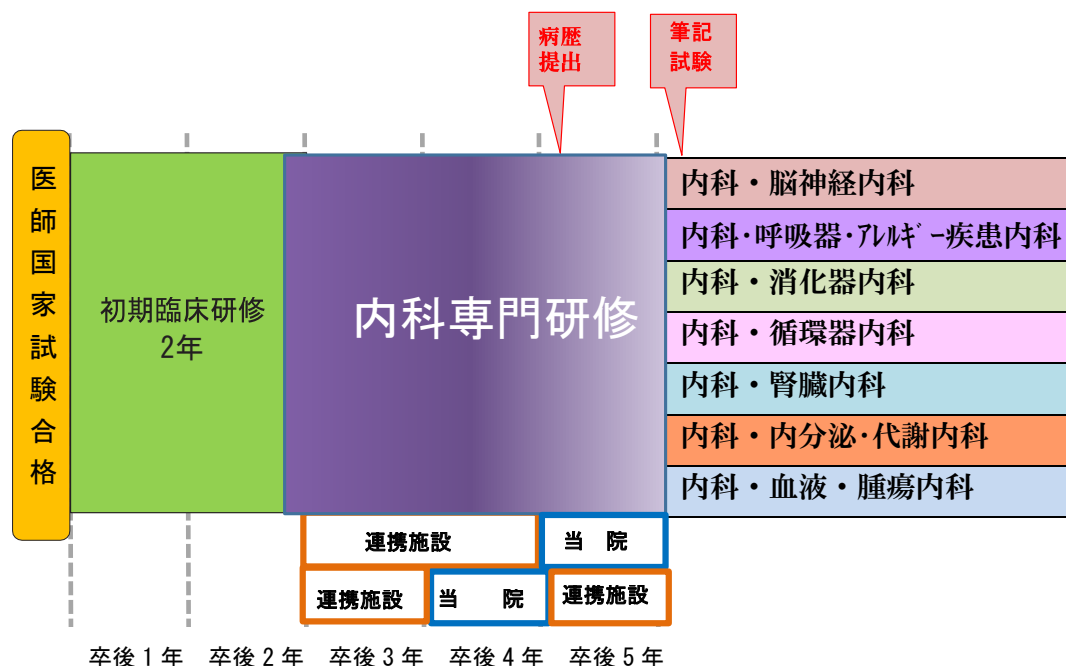 病歴
提出
筆記
試験
医師国家試験合格
初期臨床研修
2年
内科専門研修
内科・脳神経内科
内科・呼吸器・ｱﾚﾙｷﾞｰ疾患内科
内科・消化器内科
内科・循環器内科
内科・腎臓内科
内科・内分泌・代謝内科
内科・血液・腫瘍内科
連携施設 当 院
連携施設 当 院 連携施設
卒後1年 卒後2年 卒後3年 卒後4年 卒後5年